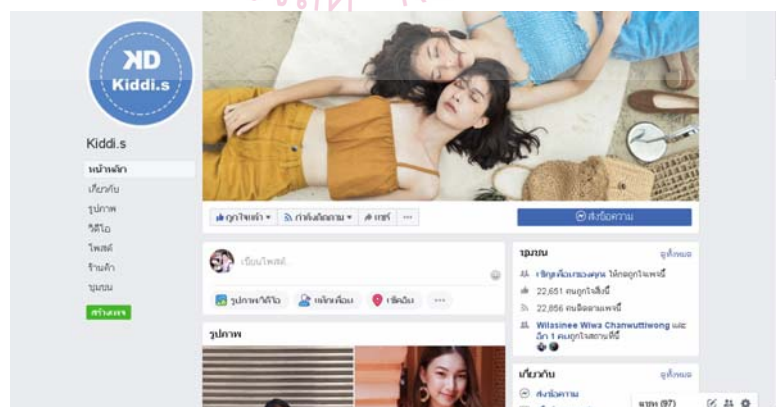 KD
Kiddi.s
Kiddi.s
หน้าหลัก
เกี่ยวกับ
รูปภาพ
วิดีโอ
โพสต์
ร้านค้า
ชุมชน
สร้างเพจ
ถูกใจแล้ว
กำลังติดตาม
แชร์
ส่งข้อความ
เขียนโพสต์...
รูปภาพ/วิดีโอ
แท็กเพื่อน
เช็คอิน
รูปภาพ
ชุมชน ดูทั้งหมด
เชิญเพื่อนของคุณ ให้กดถูกใจเพจนี้
22,651 คนถูกใจสิ่งนี้
22,856 คนติดตามเพจนี้
Wilasinee Wiwa Chanwuttiwong และ
อีก 1 คนถูกใจสถานที่นี้
เกี่ยวกับ ดูทั้งหมด
ส่งข้อความ
แชท (97)